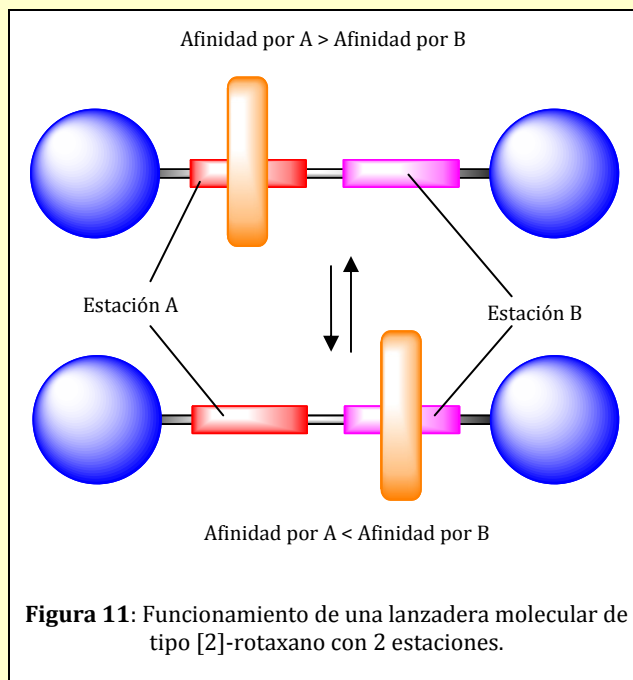 Afinidad por A > Afinidad por B
Estación A
Estación B
Afinidad por A < Afinidad por B
Figura 11: Funcionamiento de una lanzadera molecular de
tipo [2]-rotaxano con 2 estaciones.